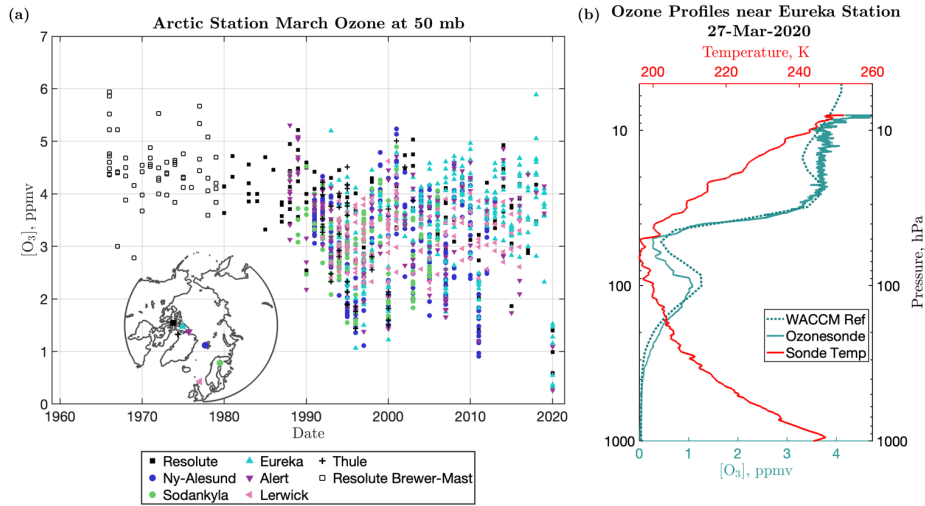 (a)
Arctic Station March Ozone at 50 mb
7
6
5
4
3
2
1
0
[O₃], ppmv
1960
1970
1980
1990
2000
2010
2020
Date
Resolute
Eureka
Thule
Ny-Alesund
Alert
Resolute Brewer-Mast
Sodankyla
Lerwick
(b)
Ozone Profiles near Eureka Station
27-Mar-2020
Temperature, K
200
220
240
260
10
100
1000
10
100
1000
Pressure, hPa
WACCM Ref
Ozonesonde
Sonde Temp
0
1
2
3
4
[O₃], ppmv